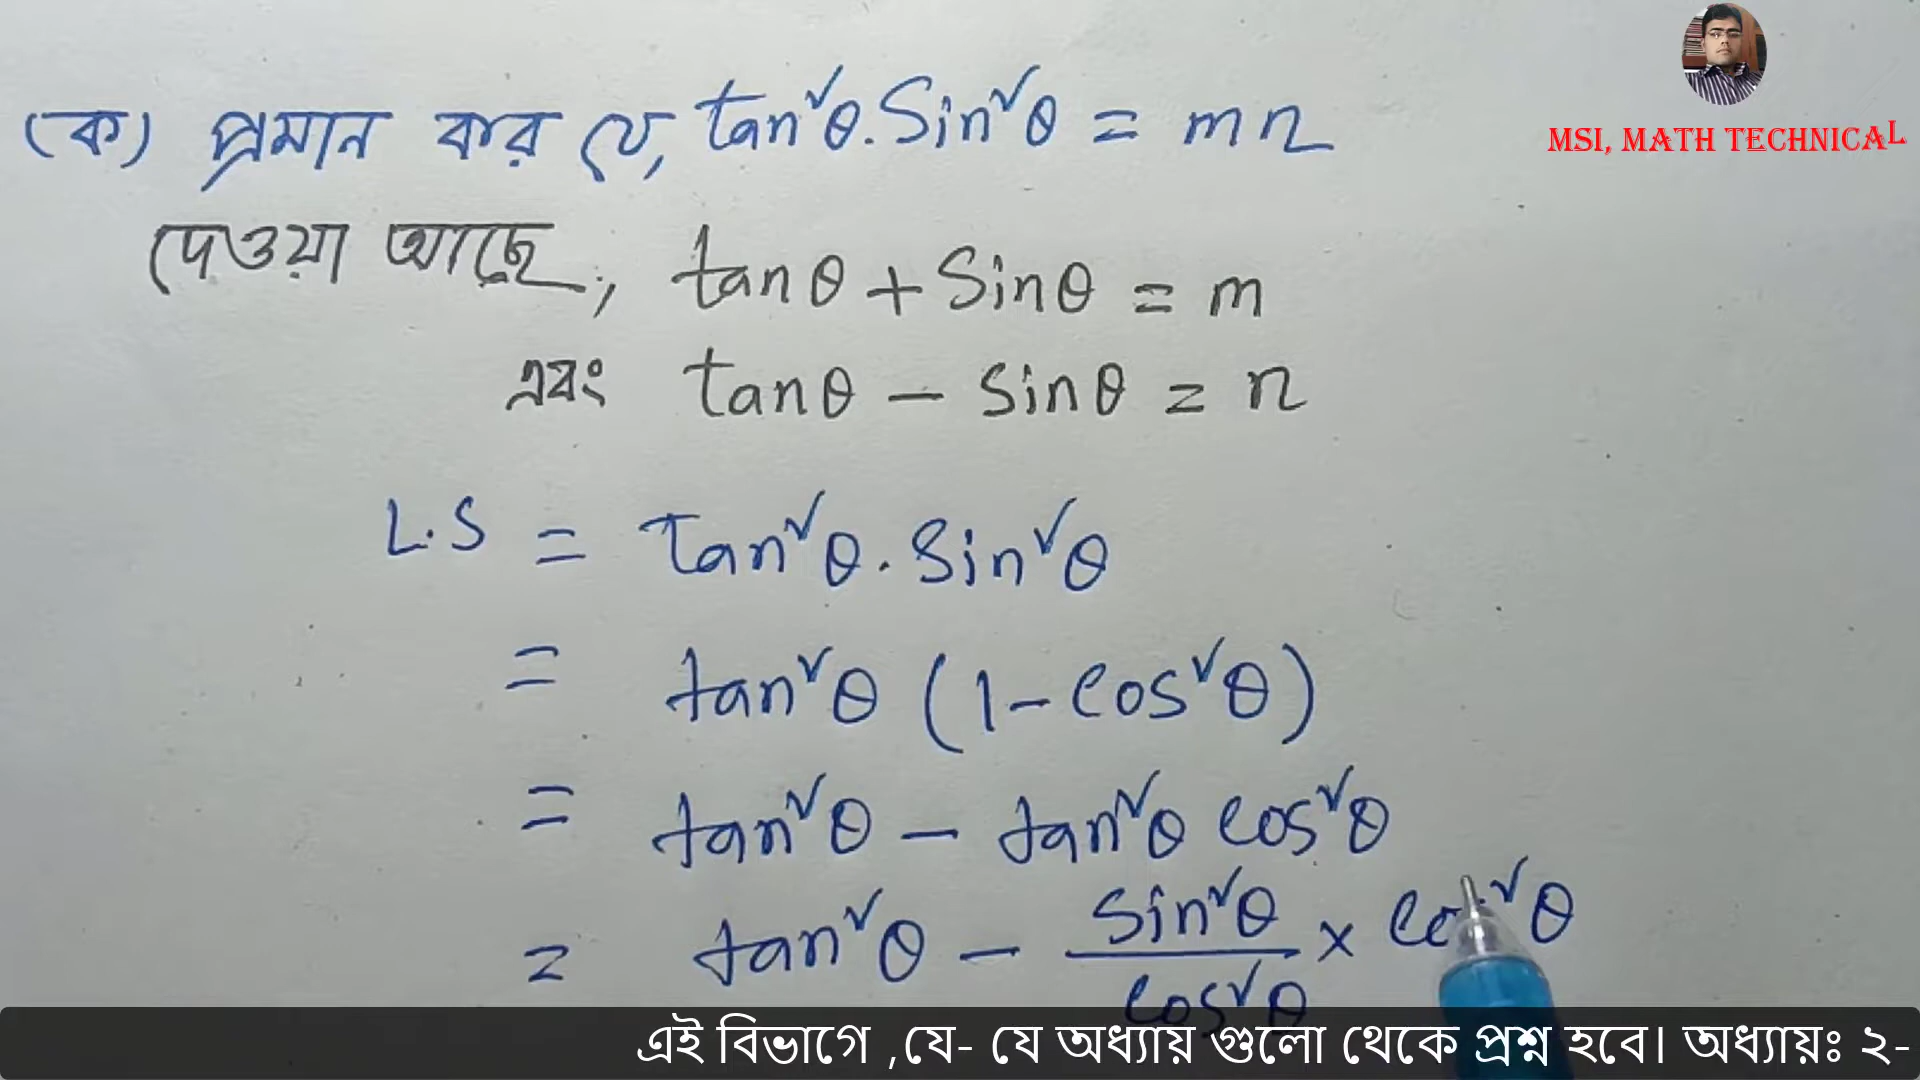 (ক) প্রমান কর যে, tan²θ.Sin²θ = mn
MSI, MATH TECHNICAL
দেওয়া আছে, tanθ + Sinθ = m
এবং tanθ - Sinθ = n
L.S = tan²θ.Sin²θ
= tan²θ (1-cos²θ)
= tan²θ - tan²θ cos²θ
= tan²θ - sin²θ/cos²θ × cos²θ
এই বিভাগে ,যে- যে অধ্যায় গুলো থেকে প্রশ্ন হবে। অধ্যায়ঃ ২-